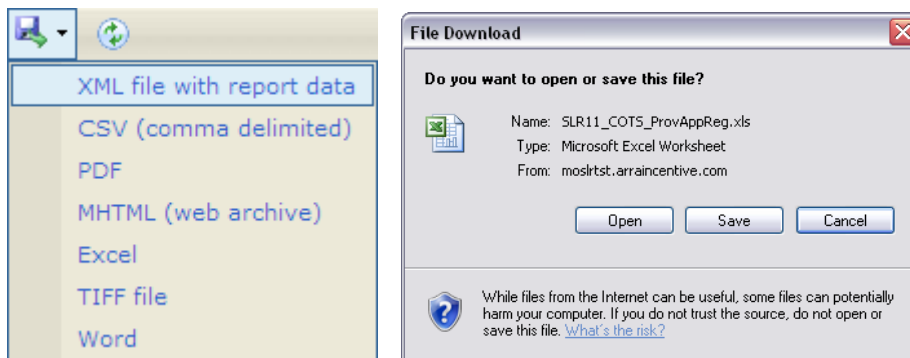 XML file with report data
CSV (comma delimited)
PDF
MHTML (web archive)
Excel
TIFF file
Word
File Download
Do you want to open or save this file?
Name: SLR11_COTS_ProvAppReg.xls
Type: Microsoft Excel Worksheet
From: moslrtst.arraincentive.com
Open Save Cancel
While files from the Internet can be useful, some files can potentially
harm your computer. If you do not trust the source, do not open or
save this file. What's the risk?